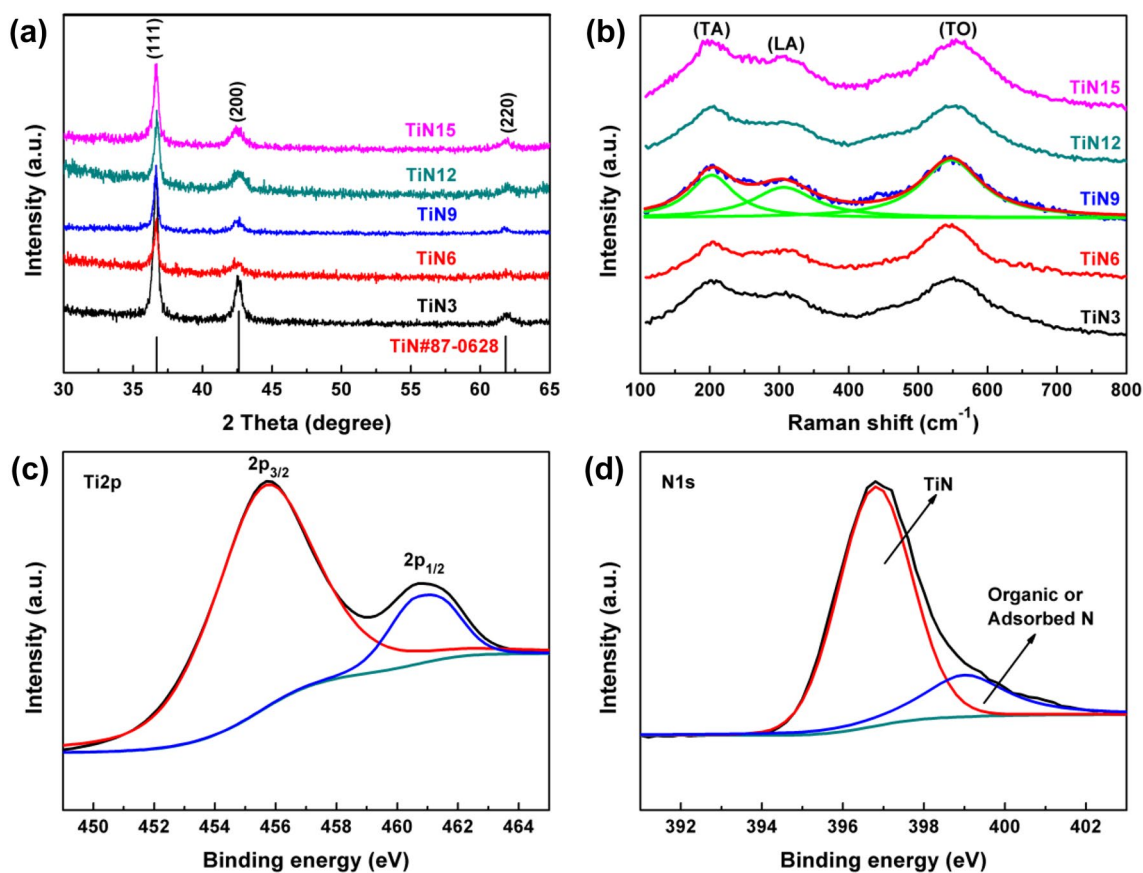 (a)
(111)
(200)
(220)
TiN15
TiN12
TiN9
TiN6
TiN3
TiN#87-0628
Intensity (a.u.)
30 35 40 45 50 55 60 65
2 Theta (degree)
(b)
(TA)
(LA)
(TO)
TiN15
TiN12
TiN9
TiN6
TiN3
Intensity (a.u.)
100 200 300 400 500 600 700 800
Raman shift (cm⁻¹)
(c)
Ti2p
2p₃/₂
2p₁/₂
Intensity (a.u.)
450 452 454 456 458 460 462 464
Binding energy (eV)
(d)
N1s
TiN
Organic or
Adsorbed N
Intensity (a.u.)
392 394 396 398 400 402
Binding energy (eV)